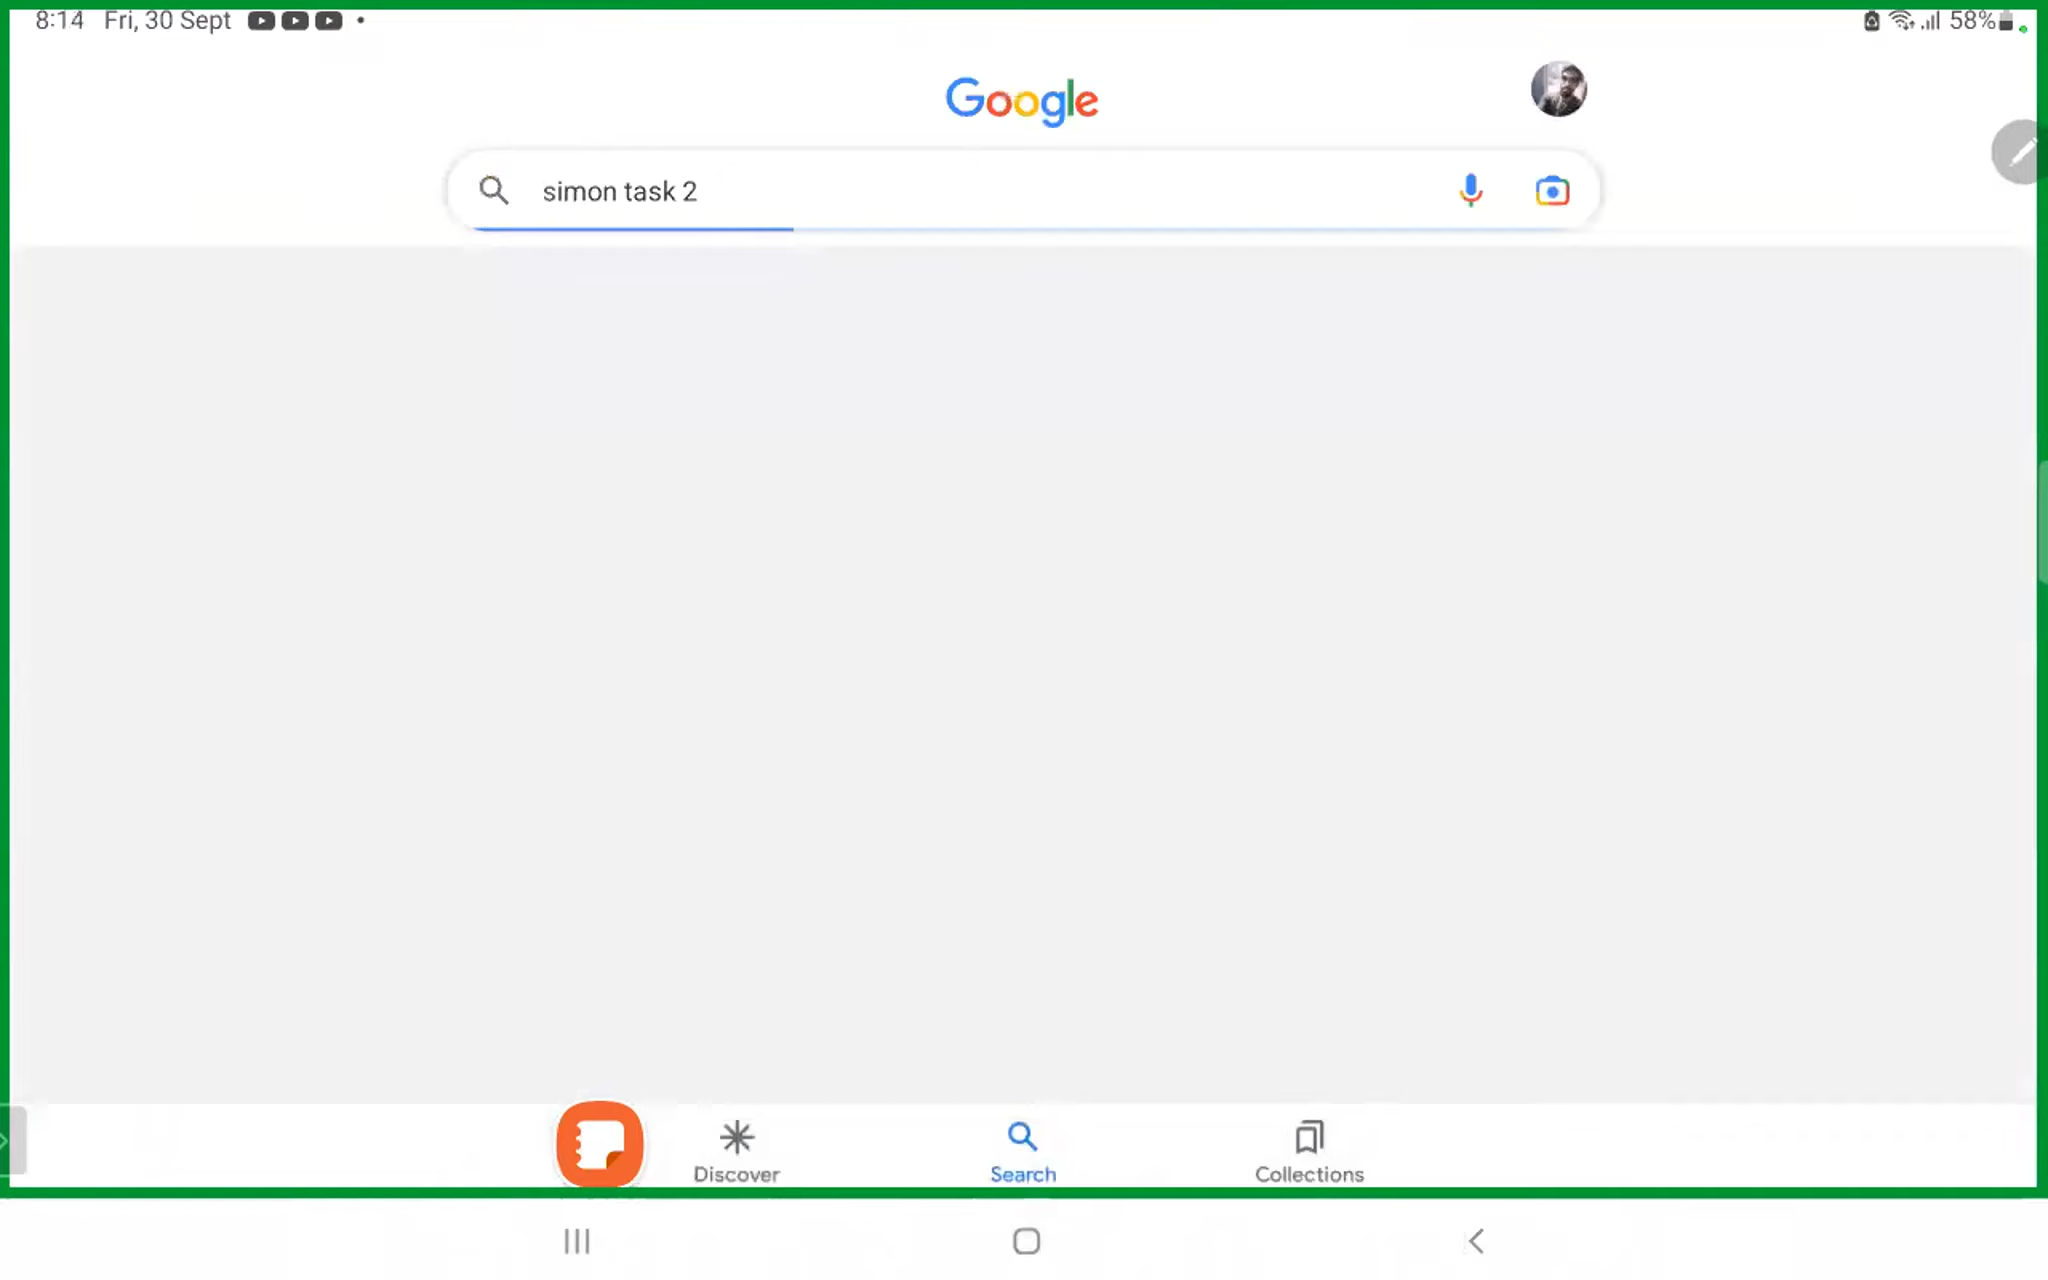 8:14 Fri, 30 Sept
58%
Google
simon task 2
Discover
Search
Collections